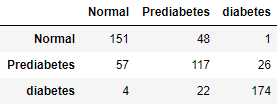 Normal Prediabetes diabetes
Normal 151 48 1
Prediabetes 57 117 26
diabetes 4 22 174